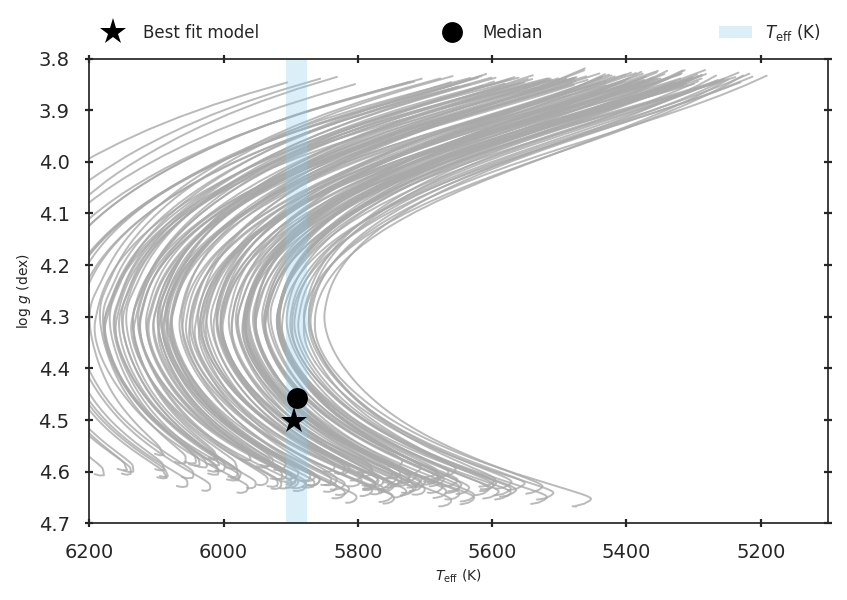 Best fit model Median T_eff (K)
3.8
3.9
4.0
4.1
4.2
4.3
4.4
4.5
4.6
4.7
log g (dex)
6200 6000 5800 5600 5400 5200
T_eff (K)